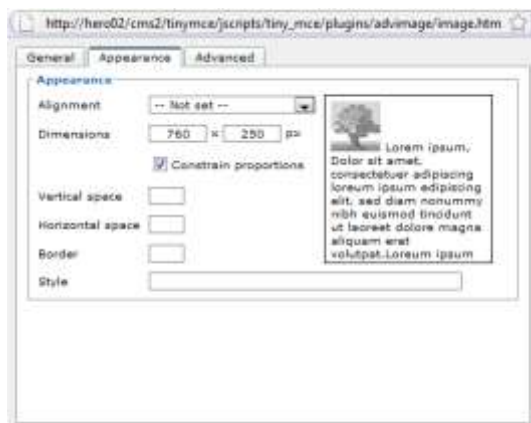 http://hero02/cms2/tinymce/jscripts/tiny_mce/plugins/advimage/image.htm
General Appearance Advanced
Appearance
Alignment -- Not set --
Dimensions 760 x 250 px
Constrain proportions
Vertical space
Horizontal space
Border
Style
Lorem ipsum,
Dolor sit amet,
consectetuer adipiscing
loreum ipsum edipiscing
elit, sed diam nonummy
nibh euismod tincidunt
ut laoreet dolore magna
aliquam erat
volutpat.Loreum ipsum